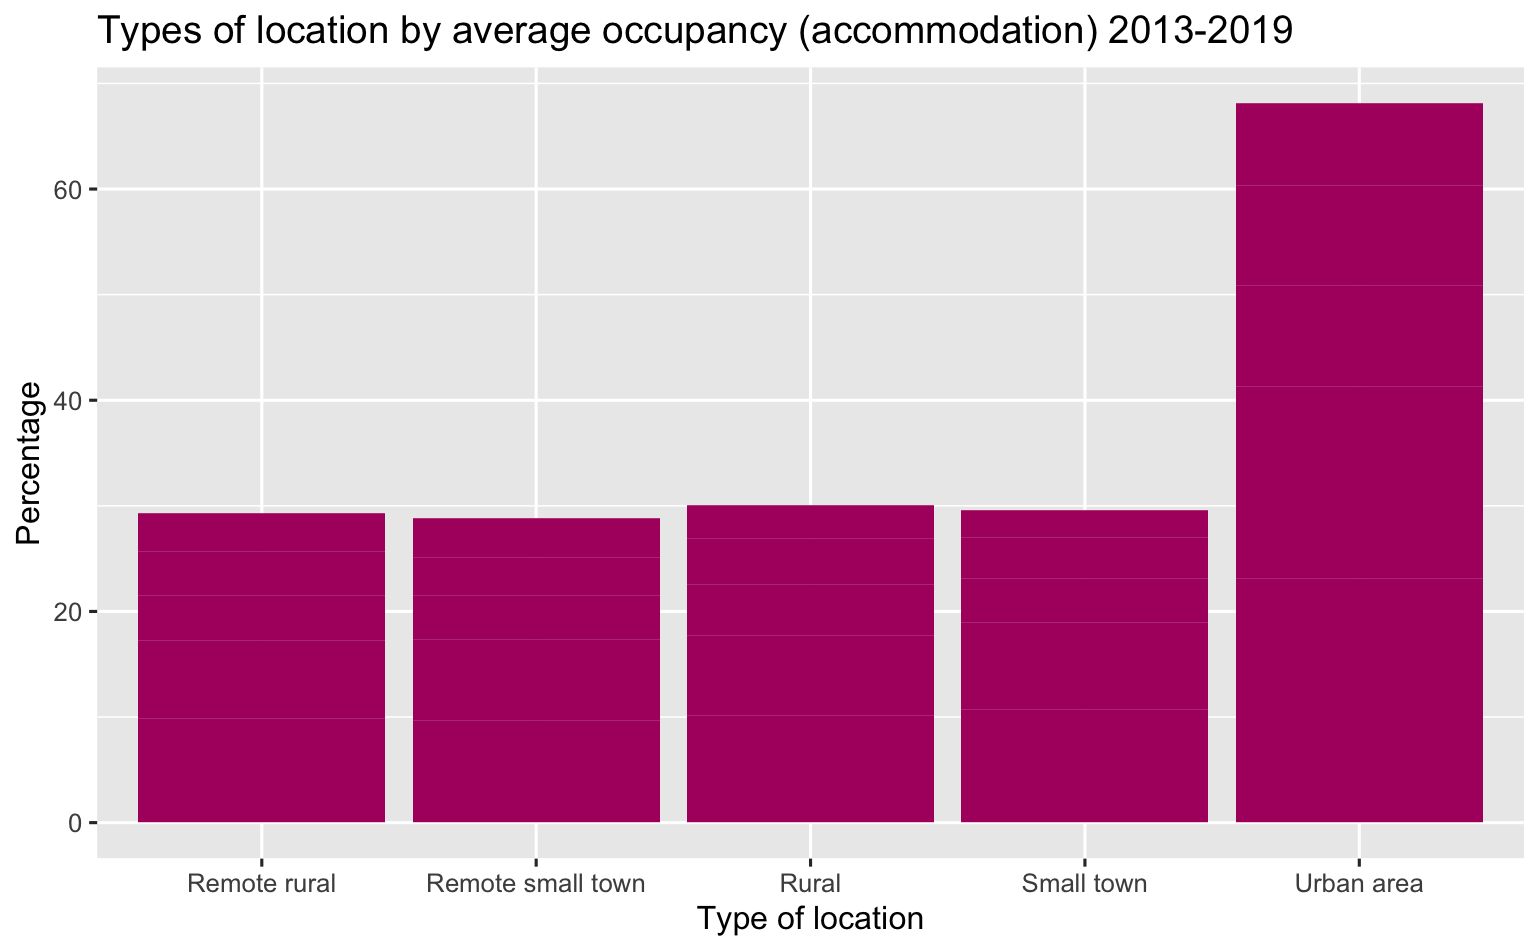 Types of location by average occupancy (accommodation) 2013-2019
Percentage
60
40
20
0
Remote rural Remote small town Rural Small town Urban area
Type of location